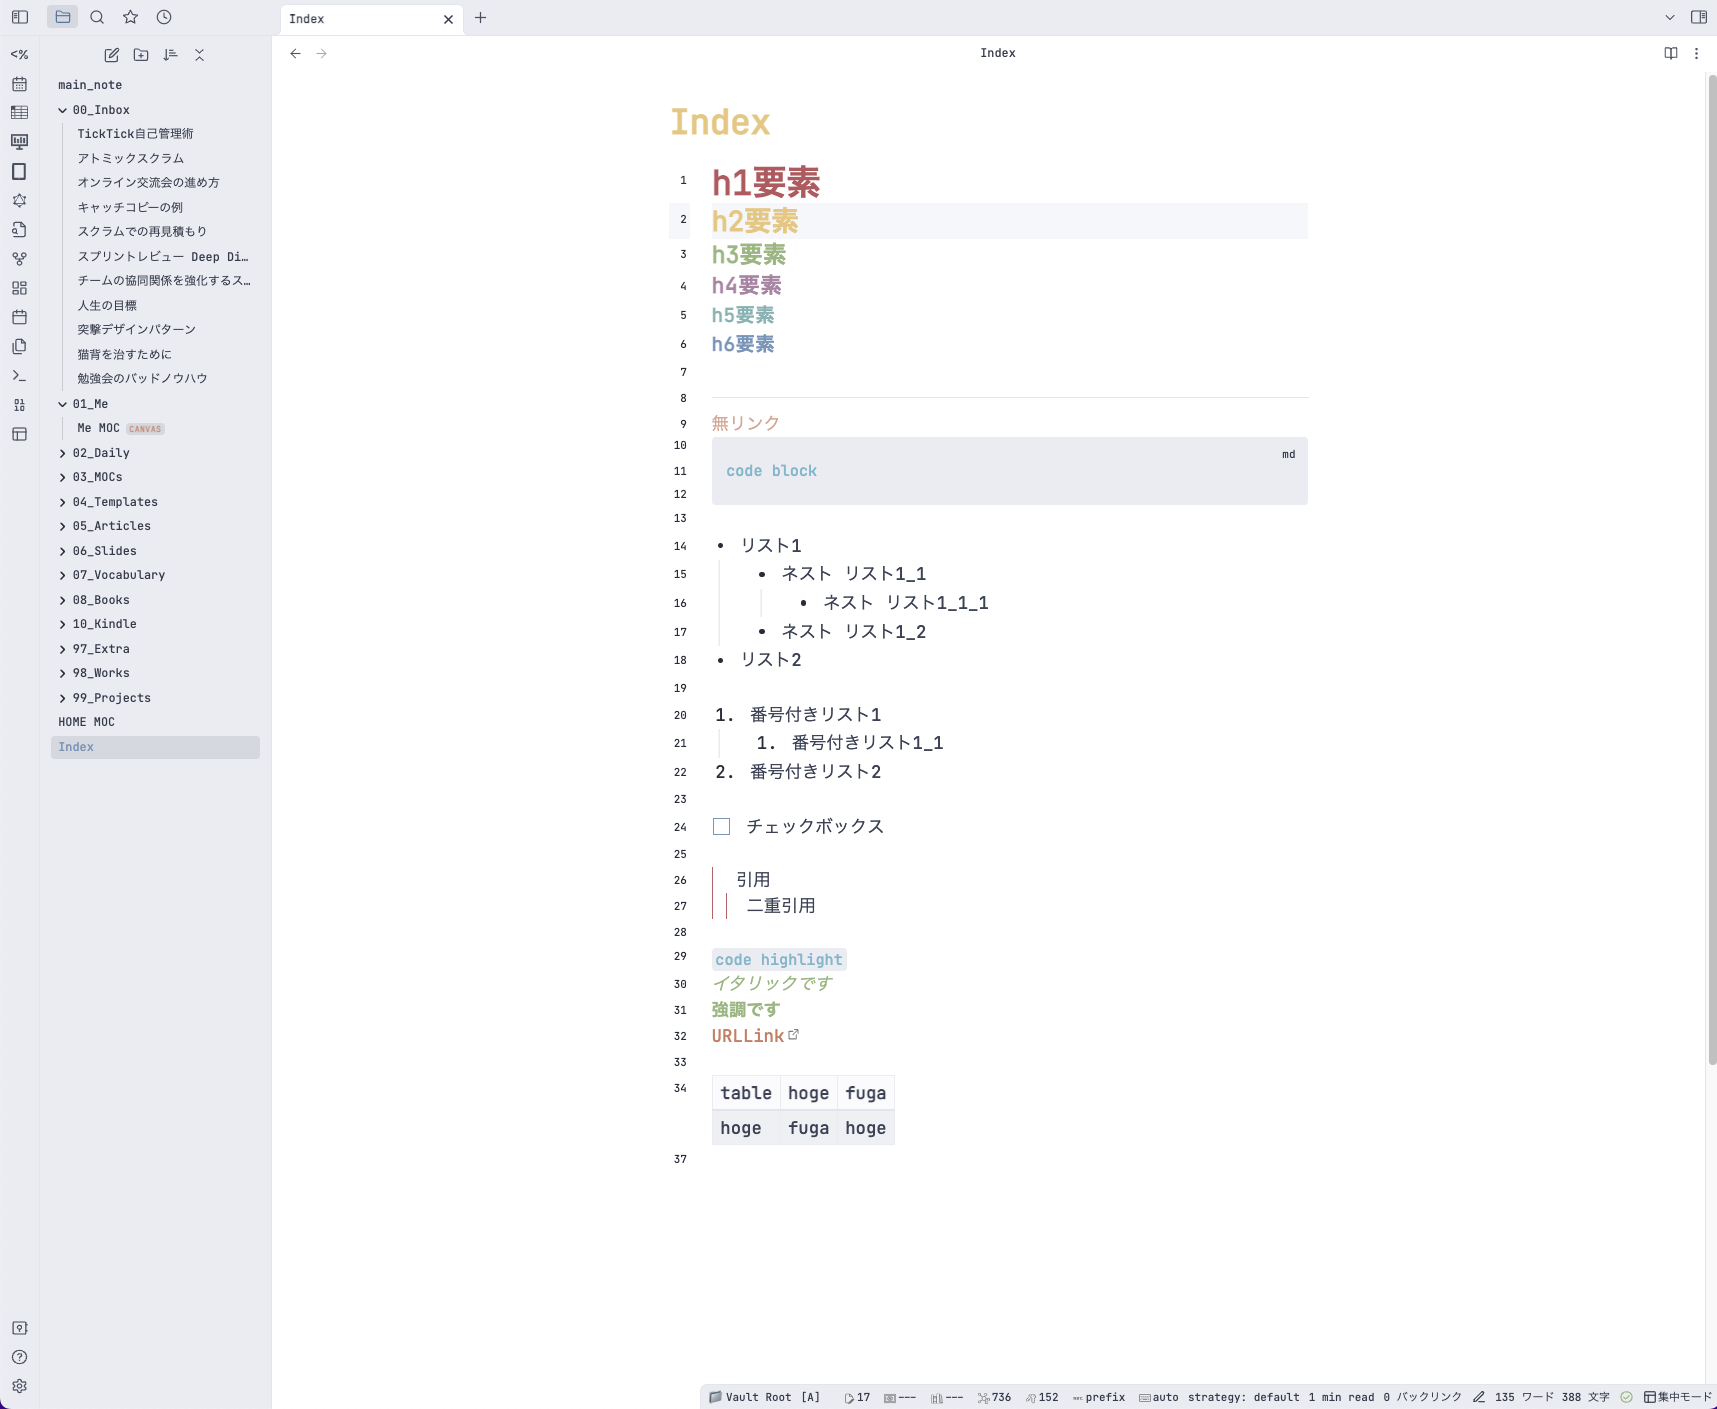 Index
<%
main_note
00_Inbox
TickTick自己管理術
アトミックスクラム
オンライン交流会の進め方
キャッチコピーの例
スクラムでの再見積もり
スプリントレビュー Deep Di…
チームの協同関係を強化するス…
人生の目標
突撃デザインパターン
猫背を治すために
勉強会のバッドノウハウ
01_Me
Me MOC CANVAS
02_Daily
03_MOCs
04_Templates
05_Articles
06_Slides
07_Vocabulary
08_Books
10_Kindle
97_Extra
98_Works
99_Projects
HOME MOC
Index
Index
Index
1 h1要素
2 h2要素
3 h3要素
4 h4要素
5 h5要素
6 h6要素
7
8
9 無リンク
10 md
11 code block
12
13
14 • リスト1
15 • ネスト リスト1_1
16 • ネスト リスト1_1_1
17 • ネスト リスト1_2
18 • リスト2
19
20 1. 番号付きリスト1
21 1. 番号付きリスト1_1
22 2. 番号付きリスト2
23
24 チェックボックス
25
26 引用
27 二重引用
28
29 code highlight
30 イタリックです
31 強調です
32 URLLink
33
34 table hoge fuga
hoge fuga hoge
37
Vault Root [A] 17 --- --- 736 152 prefix auto strategy: default 1 min read 0 バックリンク 135 ワード 388 文字 集中モード